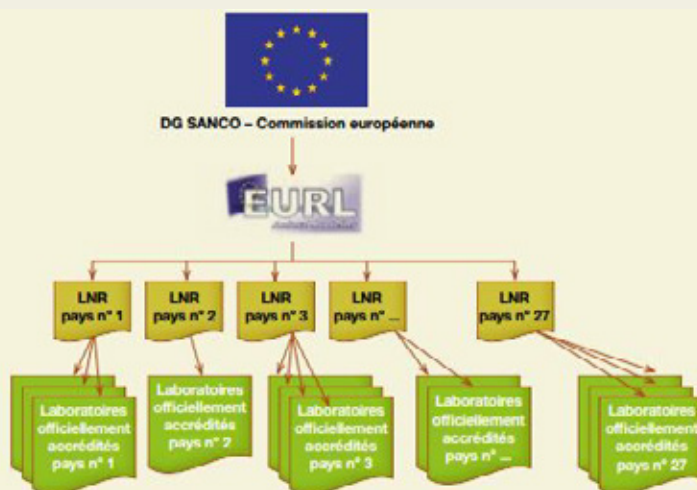 DG SANCO – Commission européenne
EURL
LNR
pays n° 1
LNR
pays n° 2
LNR
pays n° 3
LNR
pays n° ...
LNR
pays n° 27
Laboratoires
officiellement
accrédités
pays n° 1
Laboratoires
officiellement
accrédités
pays n° 2
Laboratoires
officiellement
accrédités
pays n° 3
Laboratoires
officiellement
accrédités
pays n° ...
Laboratoires
officiellement
accrédités
pays n° 27